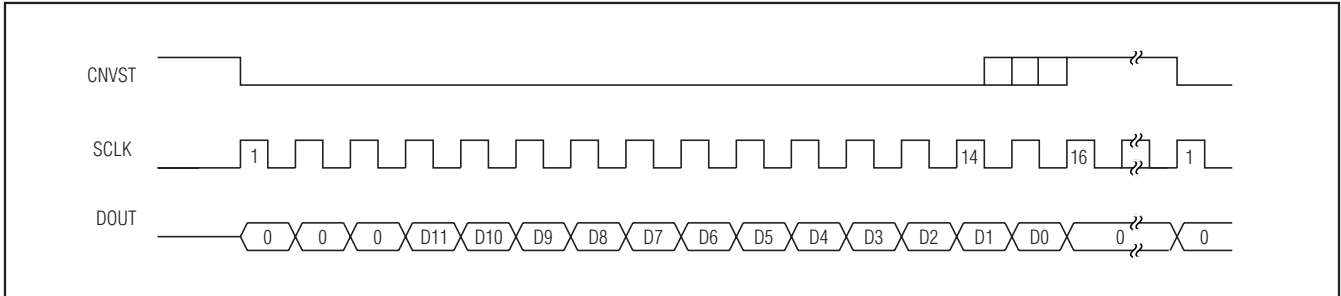 CNVST
SCLK 1 14 16 1
DOUT 0 0 0 D11 D10 D9 D8 D7 D6 D5 D4 D3 D2 D1 D0 0 0